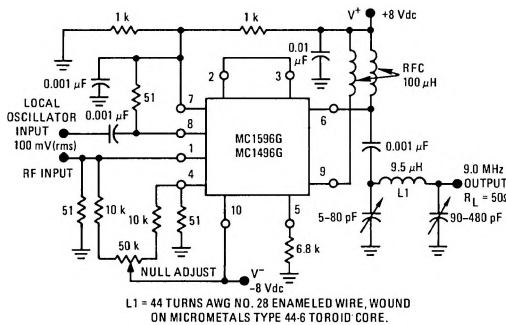 1 k
1 k
V+
+8 Vdc
0.01
µF
RFC
100 µH
0.001 µF
51
2
3
7
6
LOCAL
OSCILLATOR
INPUT
100 mV(rms)
0.001 µF
8
MC1596G
MC1496G
0.001 µF
RF INPUT
1
4
9
9.5 µH
L1
9.0 MHz
OUTPUT
RL = 50Ω
51
10 k
10 k
51
10
5
5-80 pF
90-480 pF
50 k
6.8 k
NULL ADJUST
V−
-8 Vdc
L1 = 44 TURNS AWG NO. 28 ENAMELED WIRE, WOUND
ON MICROMETALS TYPE 44-6 TOROID CORE.